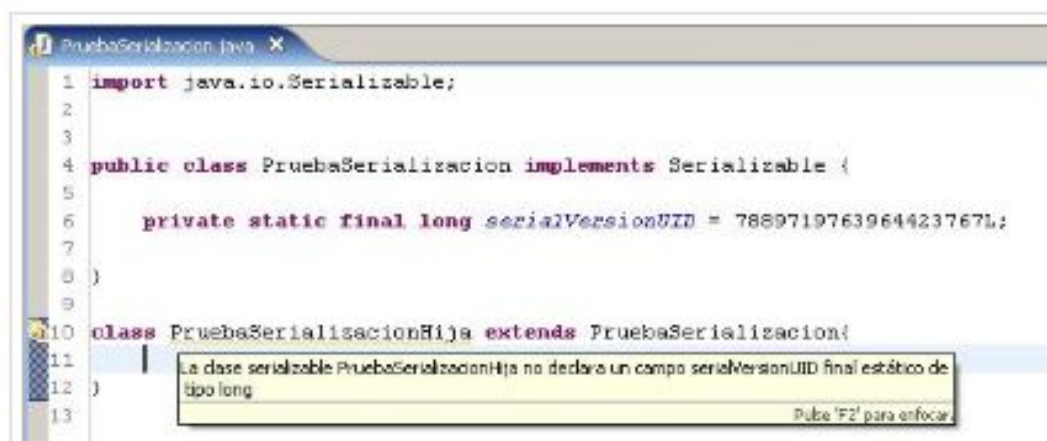 PruebaSerializacion.java
1 import java.io.Serializable;
2
3
4 public class PruebaSerializacion implements Serializable {
5
6 private static final long serialVersionUID = 7889719763964423767L;
7
8 }
9
10 class PruebaSerializacionHija extends PruebaSerializacion{
11
La clase serializable PruebaSerializacionHija no declara un campo serialVersionUID final estático de
12 }
tipo long
13
Pulse 'F2' para enfocar.